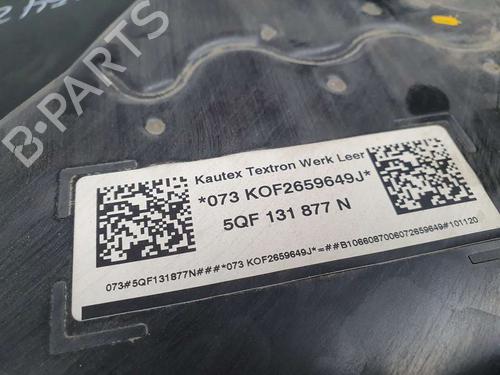 B-PARTS
Kautex Textron Werk Leer
*073 KOF2659649J*
5QF 131 877 N
073#5QF131877N###*073 KOF2659649J*=##B1066087006072659649#101120